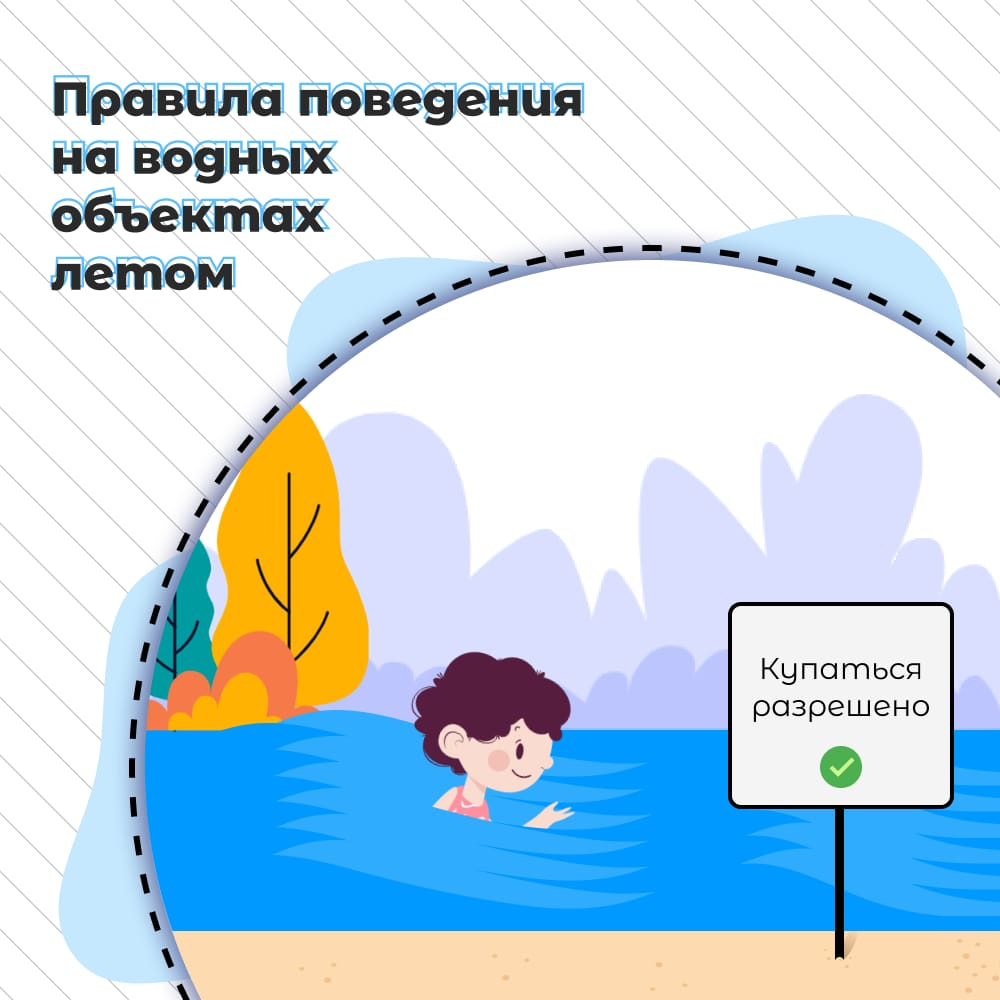 Правила поведения
на водных
объектах
летом
Купаться
разрешено